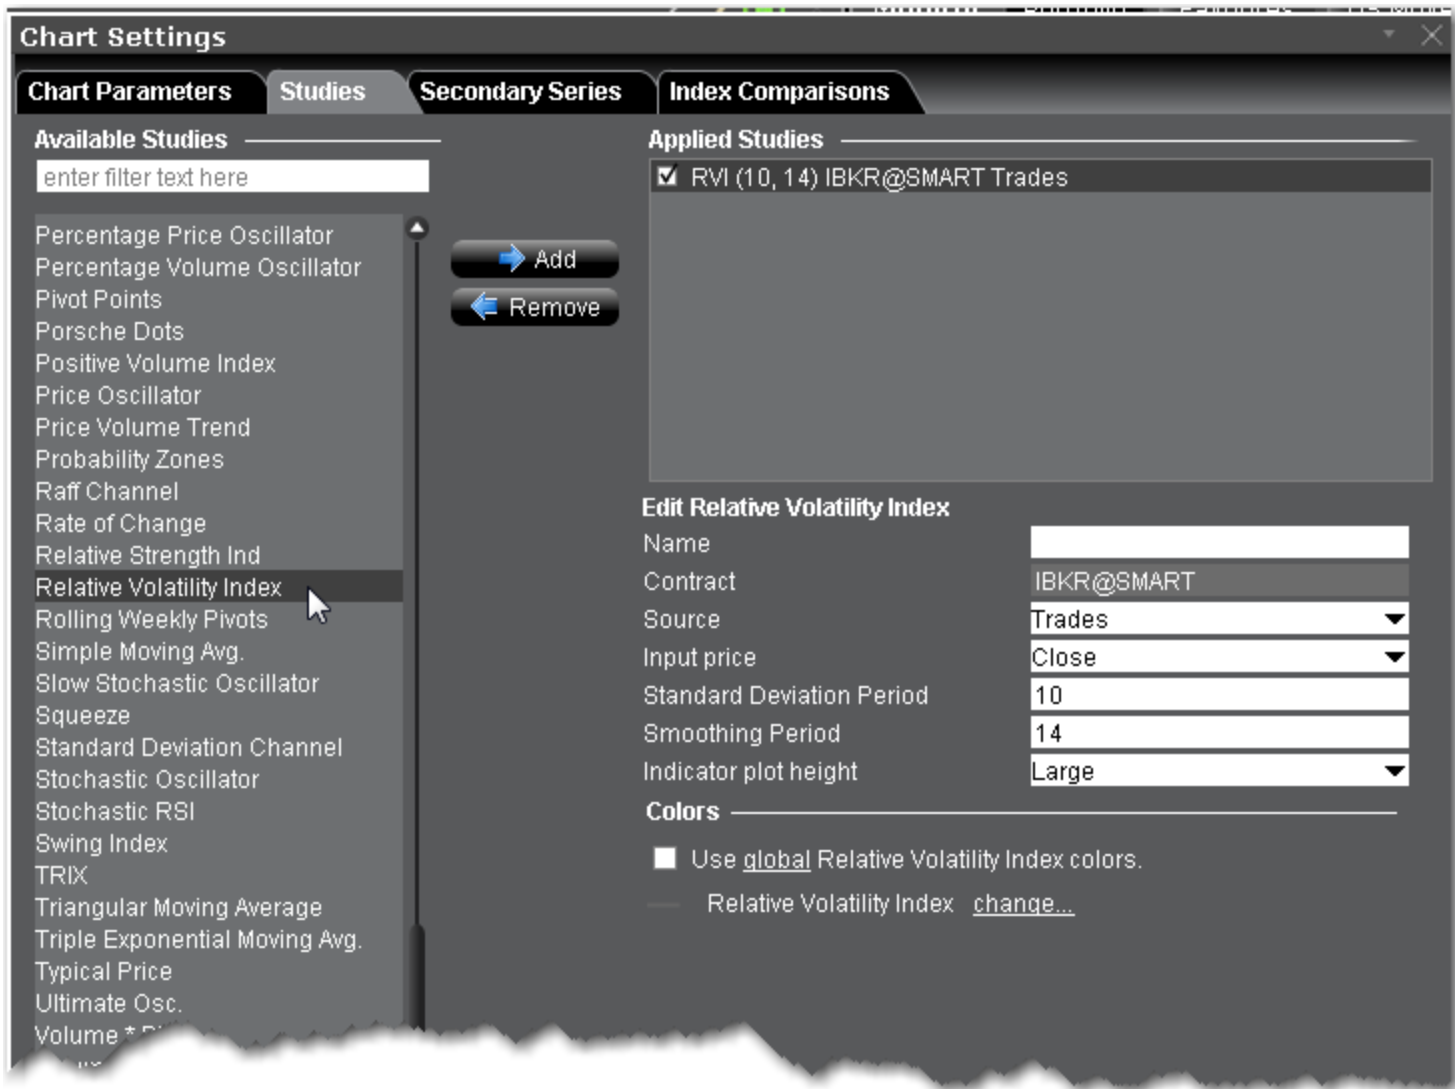 Chart Settings
Chart Parameters
Studies
Secondary Series
Index Comparisons
Available Studies
enter filter text here
Percentage Price Oscillator
Percentage Volume Oscillator
Pivot Points
Porsche Dots
Positive Volume Index
Price Oscillator
Price Volume Trend
Probability Zones
Raff Channel
Rate of Change
Relative Strength Ind
Relative Volatility Index
Rolling Weekly Pivots
Simple Moving Avg.
Slow Stochastic Oscillator
Squeeze
Standard Deviation Channel
Stochastic Oscillator
Stochastic RSI
Swing Index
TRIX
Triangular Moving Average
Triple Exponential Moving Avg.
Typical Price
Ultimate Osc.
Volume *
Add
Remove
Applied Studies
RVI (10, 14) IBKR@SMART Trades
Edit Relative Volatility Index
Name
Contract IBKR@SMART
Source Trades
Input price Close
Standard Deviation Period 10
Smoothing Period 14
Indicator plot height Large
Colors
Use global Relative Volatility Index colors.
Relative Volatility Index change...